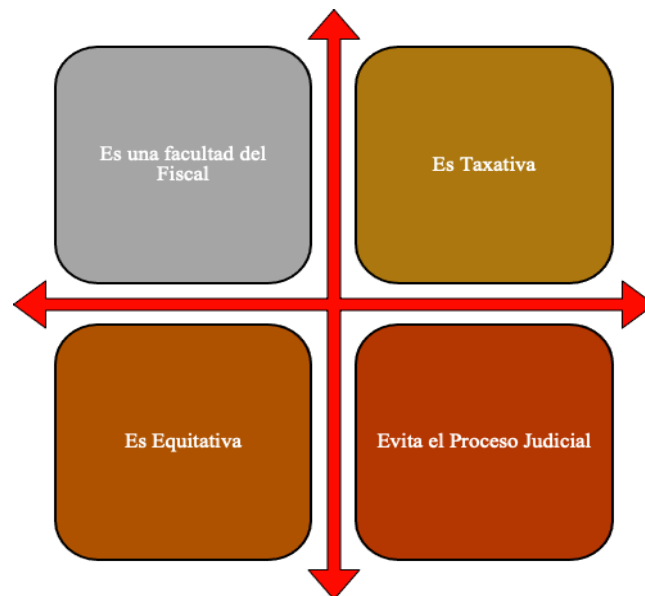 Es una facultad del
Fiscal
Es Taxativa
Es Equitativa
Evita el Proceso Judicial